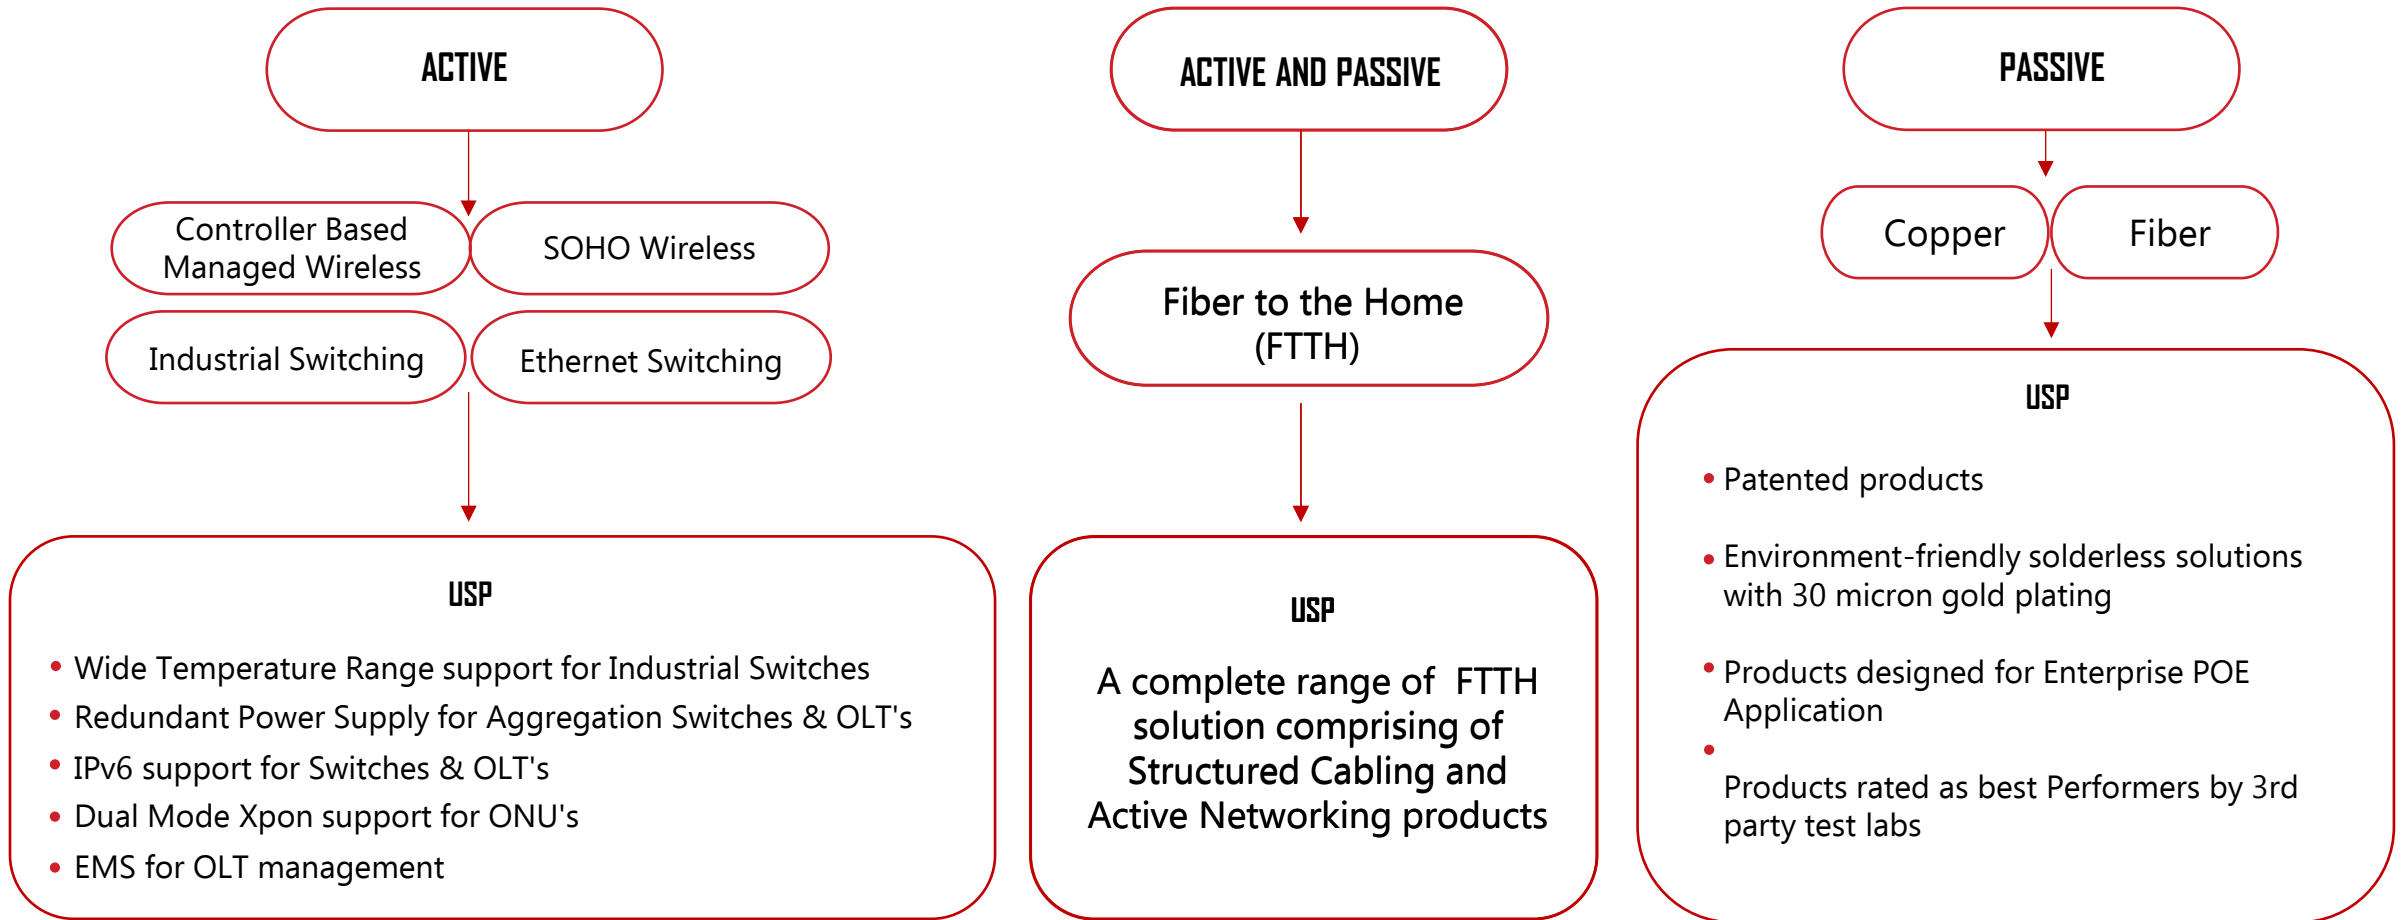 ACTIVE
Controller Based
Managed Wireless
SOHO Wireless
Industrial Switching
Ethernet Switching
USP
• Wide Temperature Range support for Industrial Switches
• Redundant Power Supply for Aggregation Switches & OLT's
• IPv6 support for Switches & OLT's
• Dual Mode Xpon support for ONU's
• EMS for OLT management
ACTIVE AND PASSIVE
Fiber to the Home
(FTTH)
USP
A complete range of FTTH
solution comprising of
Structured Cabling and
Active Networking products
PASSIVE
Copper
Fiber
USP
• Patented products
• Environment-friendly solderless solutions
with 30 micron gold plating
• Products designed for Enterprise POE
Application
•
Products rated as best Performers by 3rd
party test labs